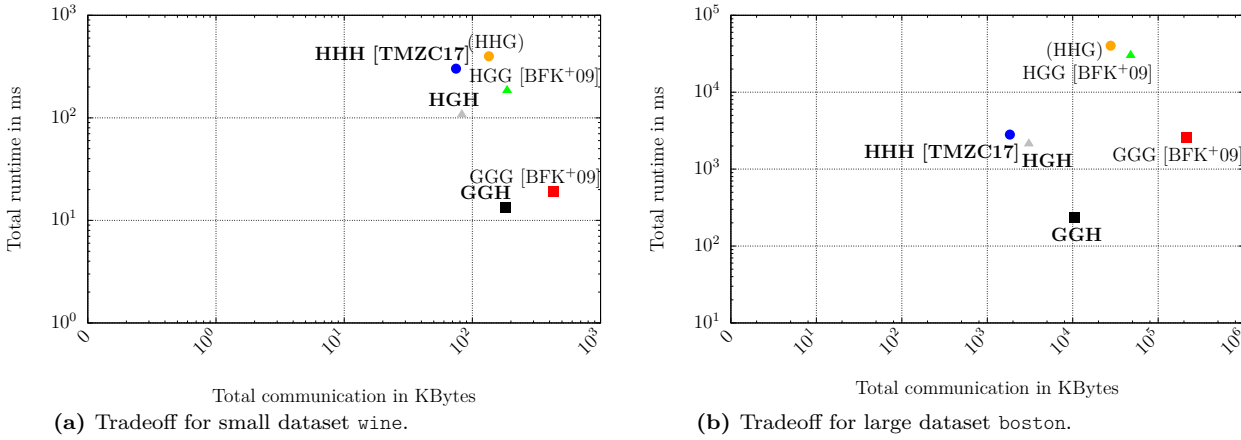 10³
10²
10¹
10⁰
Total runtime in ms
(HHG)
HHH [TMZC17]
HGG [BFK⁺09]
HGH
GGG [BFK⁺09]
GGH
0
10⁰
10¹
10²
10³
Total communication in KBytes
(a) Tradeoff for small dataset wine.
10⁵
10⁴
10³
10²
10¹
Total runtime in ms
(HHG)
HGG [BFK⁺09]
HHH [TMZC17]
HGH
GGG [BFK⁺09]
GGH
0
10¹
10²
10³
10⁴
10⁵
10⁶
Total communication in KBytes
(b) Tradeoff for large dataset boston.